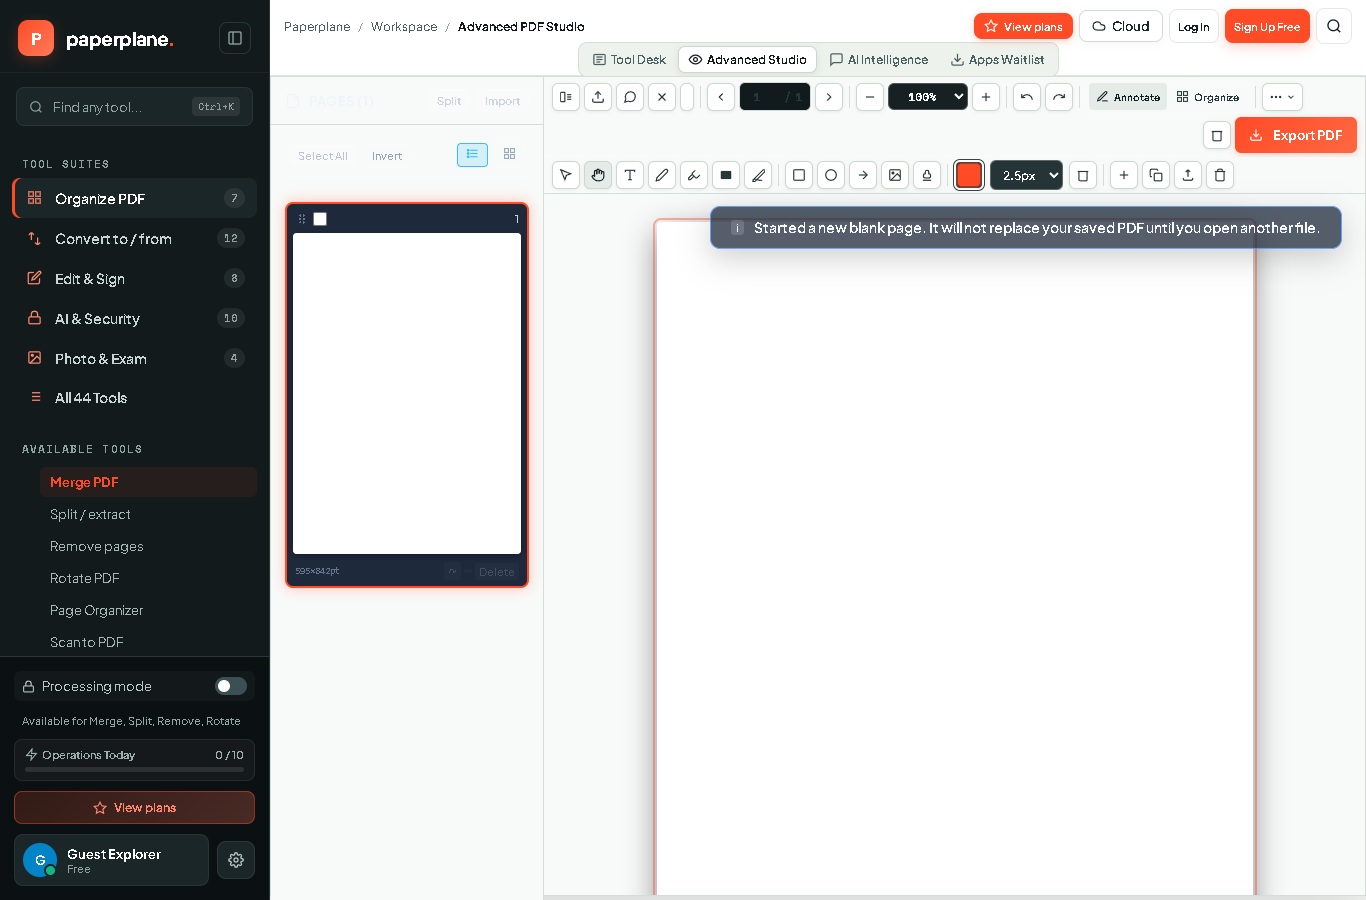 P paperplane.
Find any tool... Ctrl+K
TOOL SUITES
Organize PDF 7
Convert to / from 12
Edit & Sign 8
AI & Security 10
Photo & Exam 4
All 44 Tools
AVAILABLE TOOLS
Merge PDF
Split / extract
Remove pages
Rotate PDF
Page Organizer
Scan to PDF
Processing mode
Available for Merge, Split, Remove, Rotate
Operations Today 0 / 10
View plans
G Guest Explorer
Free
Paperplane / Workspace / Advanced PDF Studio
View plans Cloud Log In Sign Up Free
Tool Desk Advanced Studio AI Intelligence Apps Waitlist
PAGES (1) Split Import
Select All Invert
1
595×842pt Delete
1 / 1 100% Annotate Organize
Export PDF
2.5px
Started a new blank page. It will not replace your saved PDF until you open another file.